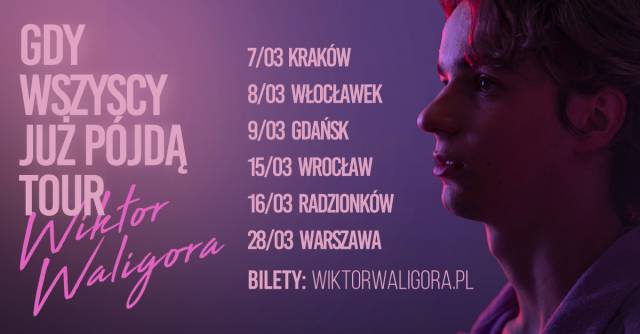 GDY
WSZYSCY
JUŻ PÓJDĄ
TOUR
Wiktor
Waligora
7/03 KRAKÓW
8/03 WŁOCŁAWEK
9/03 GDAŃSK
15/03 WROCŁAW
16/03 RADZIONKÓW
28/03 WARSZAWA
BILETY: WIKTORWALIGORA.PL